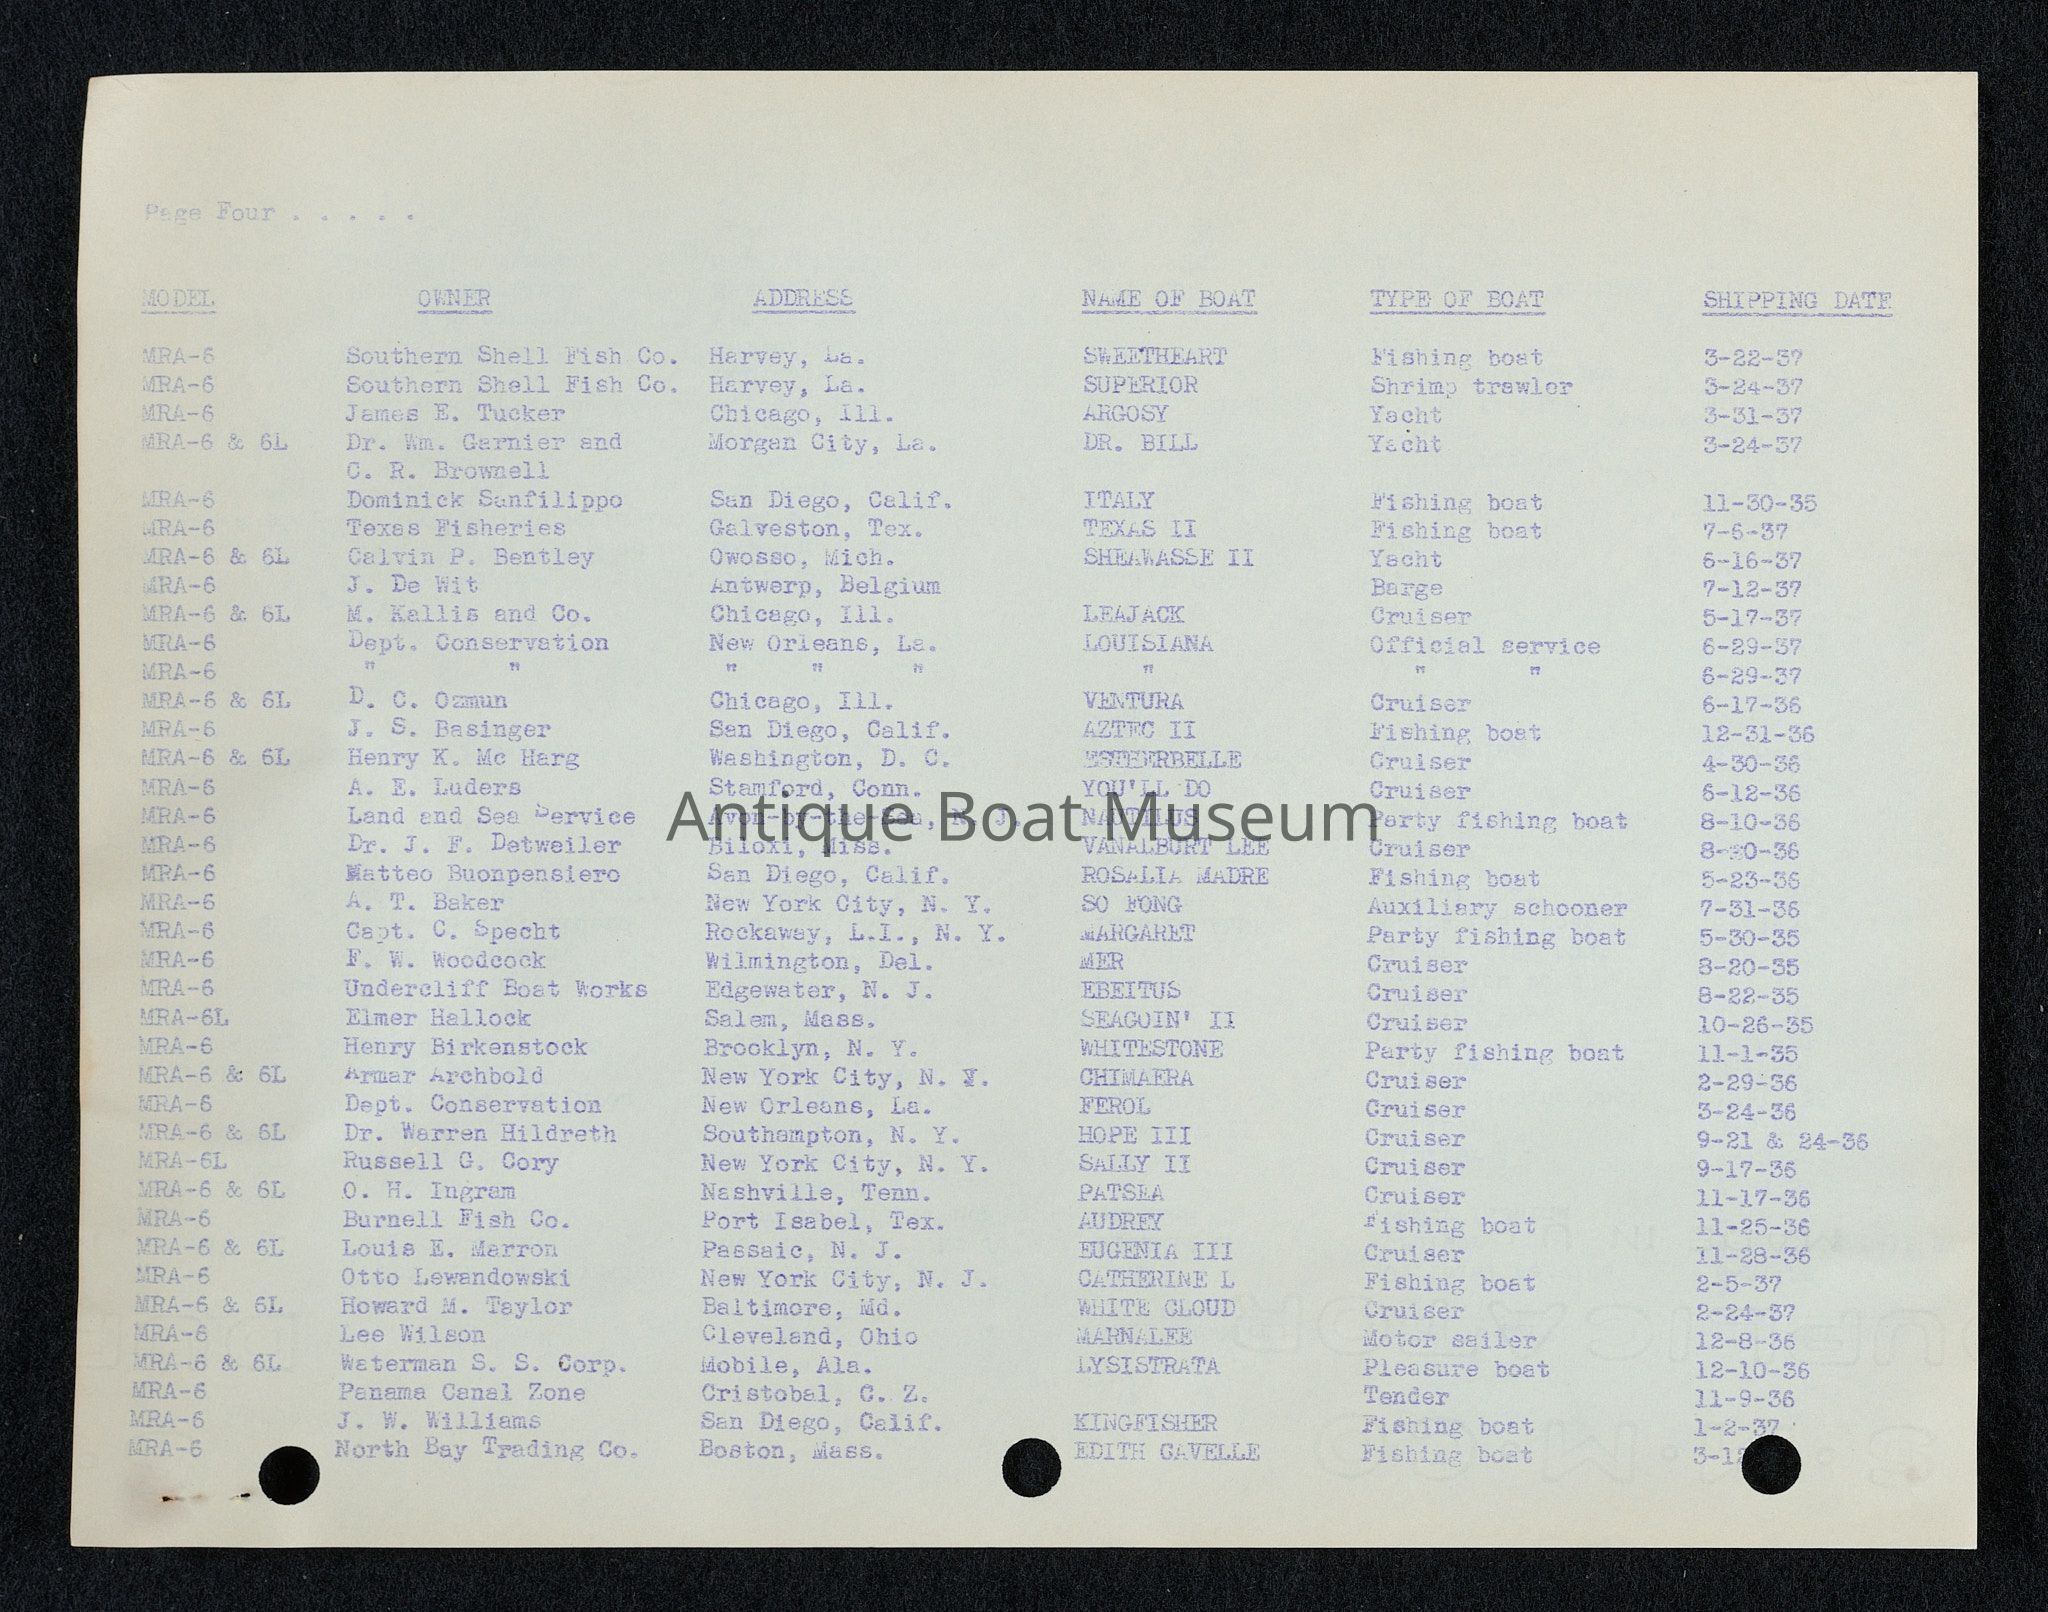 Page Four . . . . .
MODEL OWNER ADDRESS NAME OF BOAT TYPE OF BOAT SHIPPING DATE
MRA-6 Southern Shell Fish Co. Harvey, La. SWEETHEART Fishing boat 3-22-37
MRA-6 Southern Shell Fish Co. Harvey, La. SUPERIOR Shrimp trawler 3-24-37
MRA-6 James E. Tucker Chicago, Ill. ARGOSY Yacht 3-31-37
MRA-6 & 6L Dr. Wm. Garnier and Morgan City, La. DR. BILL Yacht 3-24-37
C. R. Brownell
MRA-6 Dominick Sanfilippo San Diego, Calif. ITALY Fishing boat 11-30-35
MRA-6 Texas Fisheries Galveston, Tex. TEXAS II Fishing boat 7-6-37
MRA-6 & 6L Calvin P. Bentley Owosso, Mich. SHEAWASSE II Yacht 6-16-37
MRA-6 J. De Wit Antwerp, Belgium Barge 7-12-37
MRA-6 & 6L M. Kallis and Co. Chicago, Ill. LEAJACK Cruiser 5-17-37
MRA-6 Dept. Conservation New Orleans, La. LOUISIANA Official service 6-29-37
MRA-6 " " " " " " " " 6-29-37
MRA-6 & 6L D. C. Ozmun Chicago, Ill. VENTURA Cruiser 6-17-36
MRA-6 J. S. Basinger San Diego, Calif. AZTEC II Fishing boat 12-31-36
MRA-6 & 6L Henry K. Mc Harg Washington, D. C. ESTHERBELLE Cruiser 4-30-36
MRA-6 A. E. Luders Stamford, Conn. YOU'LL DO Cruiser 6-12-36
MRA-6 Land and Sea Service Avon-by-the-Sea, N. J. NAUTILUS Party fishing boat 8-10-36
Antique Boat Museum
MRA-6 Dr. J. F. Detweiler Biloxi, Miss. VANALBURT LEE Cruiser
MRA-6 Matteo Buonpensiero San Diego, Calif. ROSALIA MADRE Fishing boat 5-23-36
MRA-6 A. T. Baker New York City, N. Y. SO FONG Auxiliary schooner 7-31-36
MRA-6 Capt. C. Specht Rockaway, L.I., N. Y. MARGARET Party fishing boat 5-30-35
MRA-6 F. W. Woodcock Wilmington, Del. MER Cruiser 8-20-35
MRA-6 Undercliff Boat Works Edgewater, N. J. EBEITUS Cruiser 8-22-35
MRA-6L Elmer Hallock Salem, Mass. SEAGOIN' II Cruiser 10-26-35
MRA-6 Henry Birkenstock Brooklyn, N. Y. WHITESTONE Party fishing boat 11-1-35
MRA-6 & 6L Armar Archbold New York City, N. Y. CHIMAERA Cruiser 2-29-36
MRA-6 Dept. Conservation New Orleans, La. FEROL Cruiser 3-24-36
MRA-6 & 6L Dr. Warren Hildreth Southampton, N. Y. HOPE III Cruiser 9-21 & 24-36
MRA-6L Russell G. Cory New York City, N. Y. SALLY II Cruiser 9-17-36
MRA-6 & 6L O. H. Ingram Nashville, Tenn. PATSEA Cruiser 11-17-36
MRA-6 Burnell Fish Co. Port Isabel, Tex. AUDREY Fishing boat 11-25-36
MRA-6 & 6L Louis E. Marron Passaic, N. J. EUGENIA III Cruiser 11-28-36
MRA-6 Otto Lewandowski New York City, N. J. CATHERINE L Fishing boat 2-5-37
MRA-6 & 6L Howard M. Taylor Baltimore, Md. WHITE CLOUD Cruiser 2-24-37
MRA-6 Lee Wilson Cleveland, Ohio MARNALEE Motor sailer 12-8-36
MRA-6 & 6L Waterman S. S. Corp. Mobile, Ala. LYSISTRATA Pleasure boat 12-10-36
MRA-6 Panama Canal Zone Cristobal, C. Z. Tender 11-9-36
MRA-6 J. W. Williams San Diego, Calif. KINGFISHER Fishing boat 1-2-37
MRA-6 North Bay Trading Co. Boston, Mass. EDITH GAVELLE Fishing boat